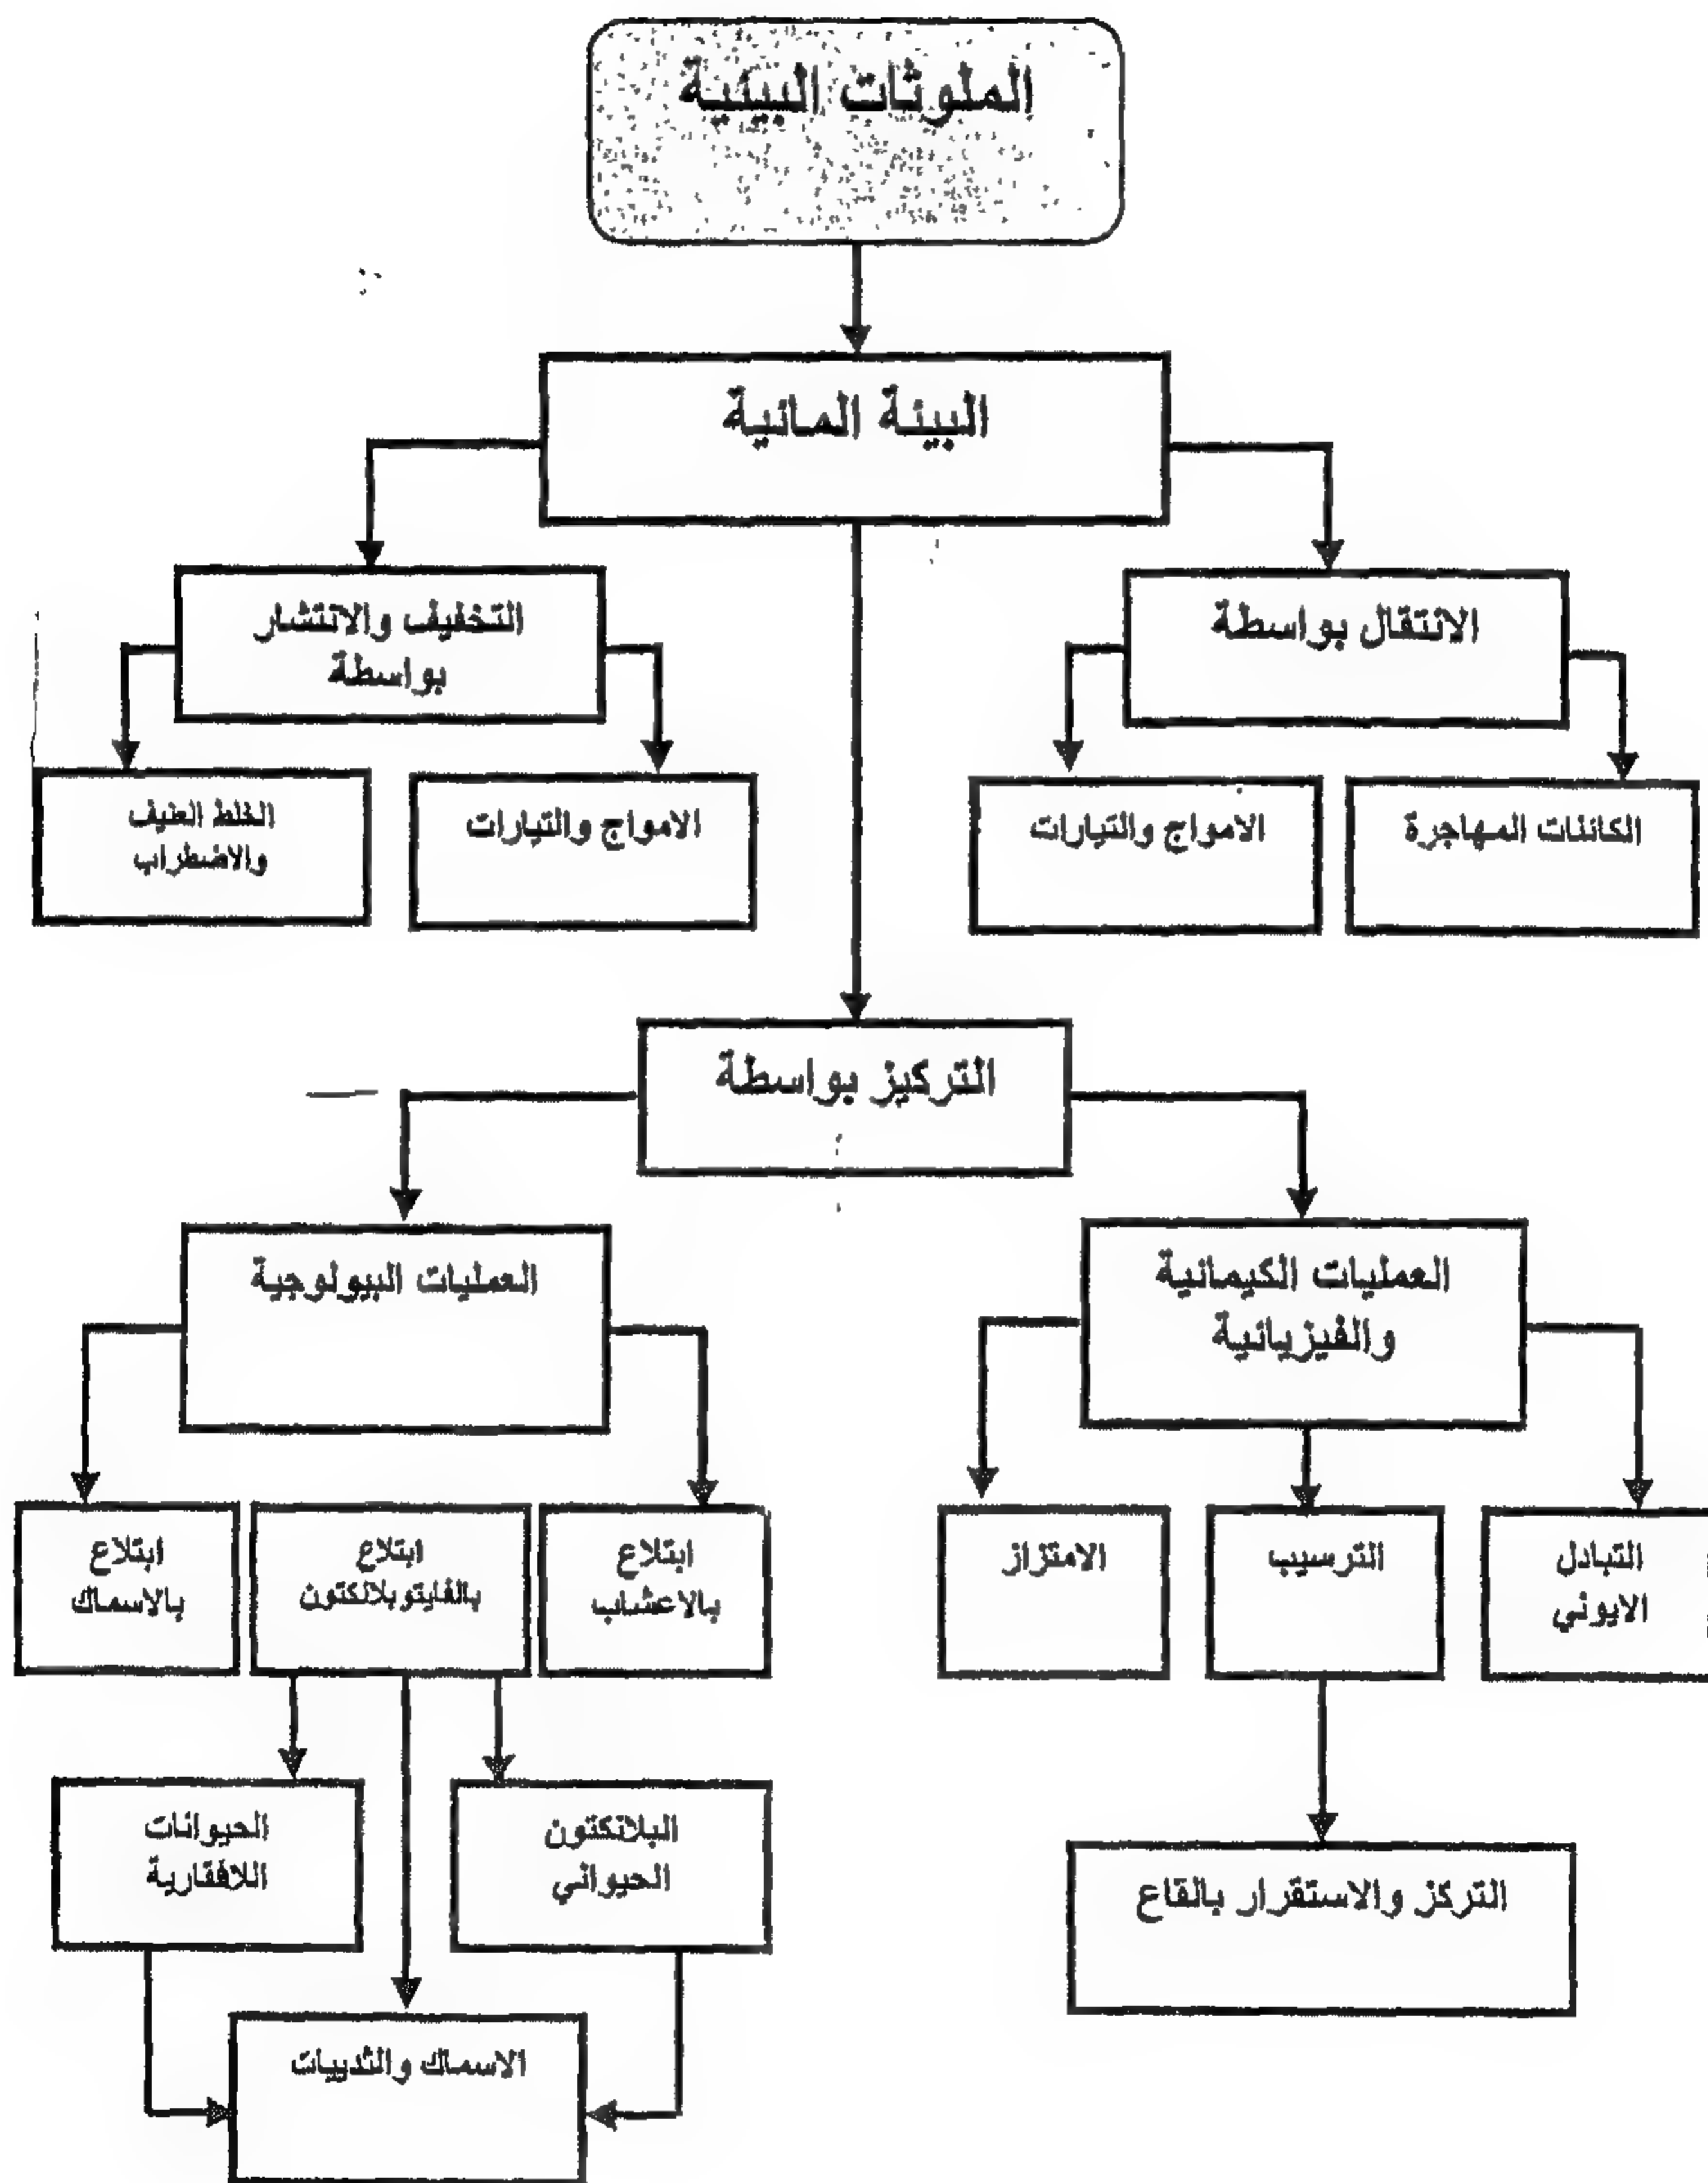 الملوثات البيئية
البيئة المائية
الانتقال بواسطة
التخفيف والانتشار
بواسطة
الكائنات المهاجرة
الامواج والتيارات
الامواج والتيارات
الخلط العنيف
والاضطراب
التركيز بواسطة
العمليات الكيمائية
والفيزيائية
العمليات البيولوجية
التبادل
الايوني
الترسيب
الامتزاز
ابتلاع
بالاعشاب
ابتلاع
بالفايتوبلانكتون
ابتلاع
بالاسماك
التركز والاستقرار بالقاع
البلانكتون
الحيواني
الحيوانات
اللافقارية
الاسماك والثدييات